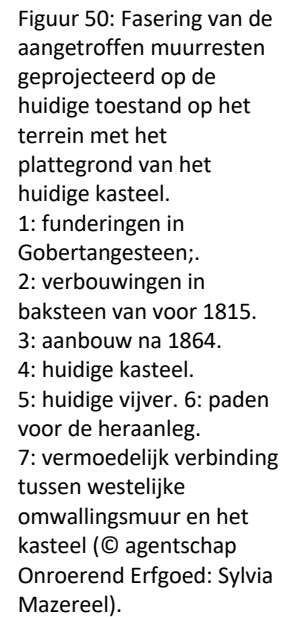 Figuur 50: Fasering van de
aangetroffen muurresten
geprojecteerd op de
huidige toestand op het
terrein met het
plattegrond van het
huidige kasteel.
1: funderingen in
Gobertangesteen;.
2: verbouwingen in
baksteen van voor 1815.
3: aanbouw na 1864.
4: huidige kasteel.
5: huidige vijver. 6: paden
voor de heraanleg.
7: vermoedelijk verbinding
tussen westelijke
omwallingsmuur en het
kasteel (© agentschap
Onroerend Erfgoed: Sylvia
Mazereel).